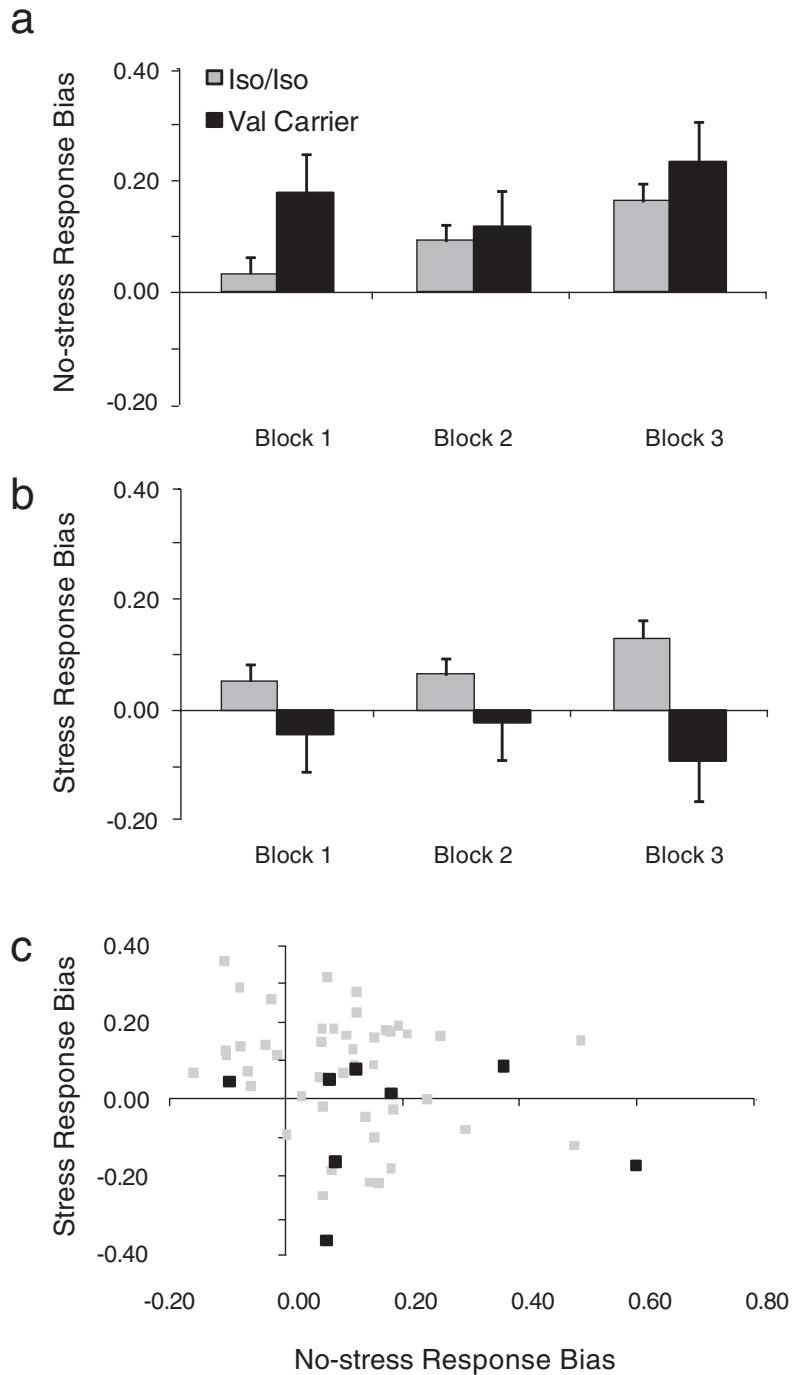 a
No-stress Response Bias
0.40
0.20
0.00
-0.20
Iso/Iso
Val Carrier
Block 1 Block 2 Block 3
b
Stress Response Bias
0.40
0.20
0.00
-0.20
Block 1 Block 2 Block 3
c
Stress Response Bias
0.40
0.20
0.00
-0.20
-0.40
-0.20 0.00 0.20 0.40 0.60 0.80
No-stress Response Bias